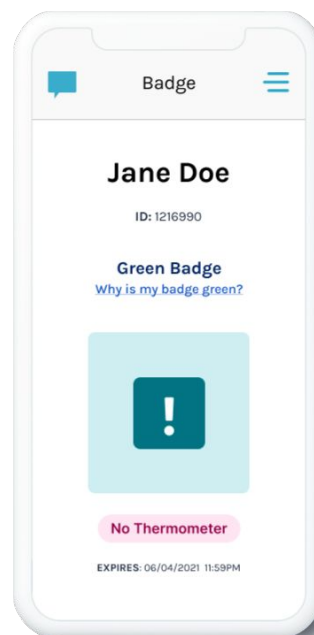 Badge
Jane Doe
ID: 1216990
Green Badge
Why is my badge green?
!
No Thermometer
EXPIRES: 06/04/2021 11:59PM